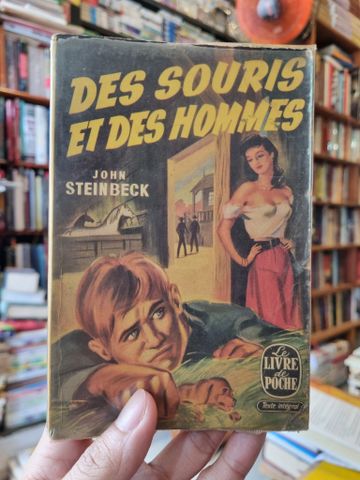 DES SOURIS
ET DES HOMMES
JOHN
STEINBECK
Le
LIVRE
de
POCHE
Texte intégral